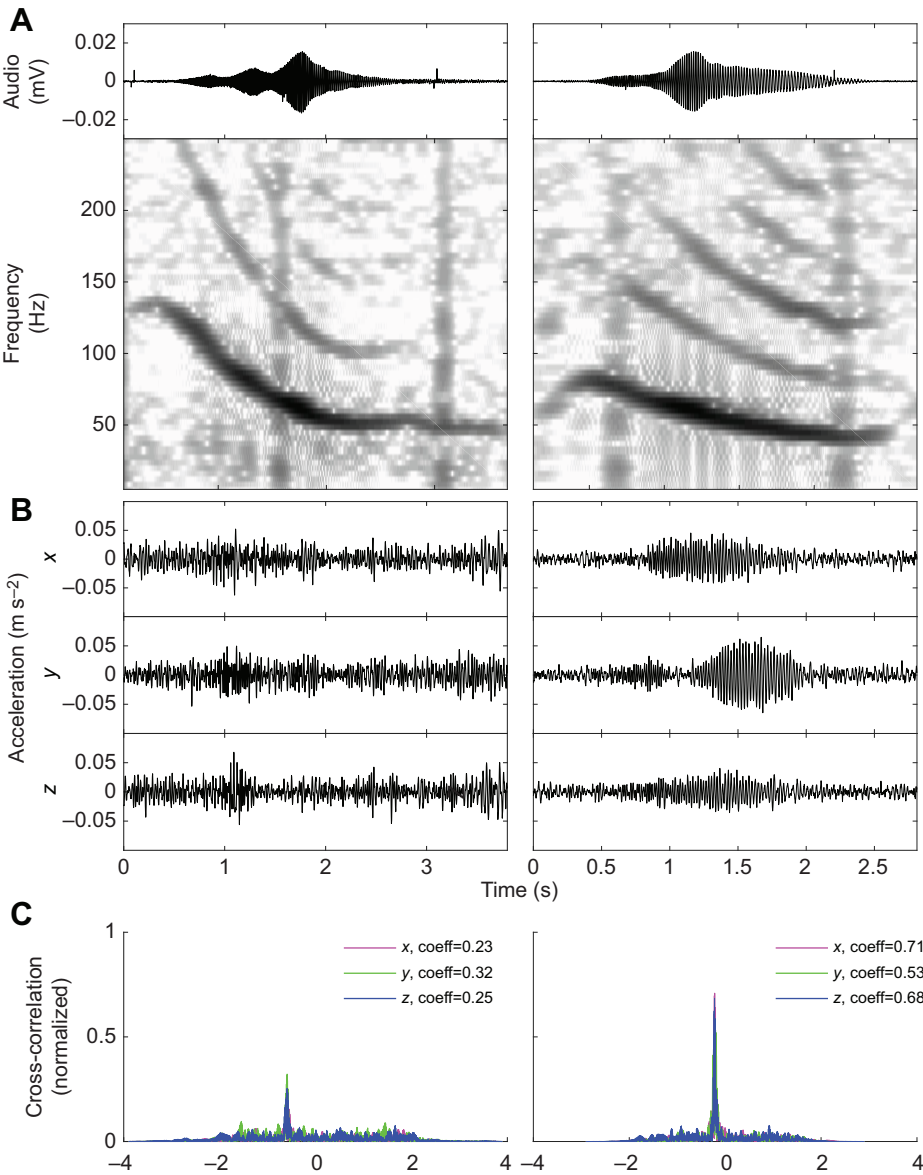 A
Audio
(mV)
0.02
0
–0.02
Frequency
(Hz)
200
150
100
50
B
Acceleration (m s–2)
x
0.05
0
–0.05
y
0.05
0
–0.05
z
0.05
0
–0.05
0 1 2 3
0 0.5 1 1.5 2 2.5
Time (s)
C
Cross-correlation
(normalized)
1
0.5
0
x, coeff=0.23
y, coeff=0.32
z, coeff=0.25
x, coeff=0.71
y, coeff=0.53
z, coeff=0.68
–4 –2 0 2 4
–4 –2 0 2 4